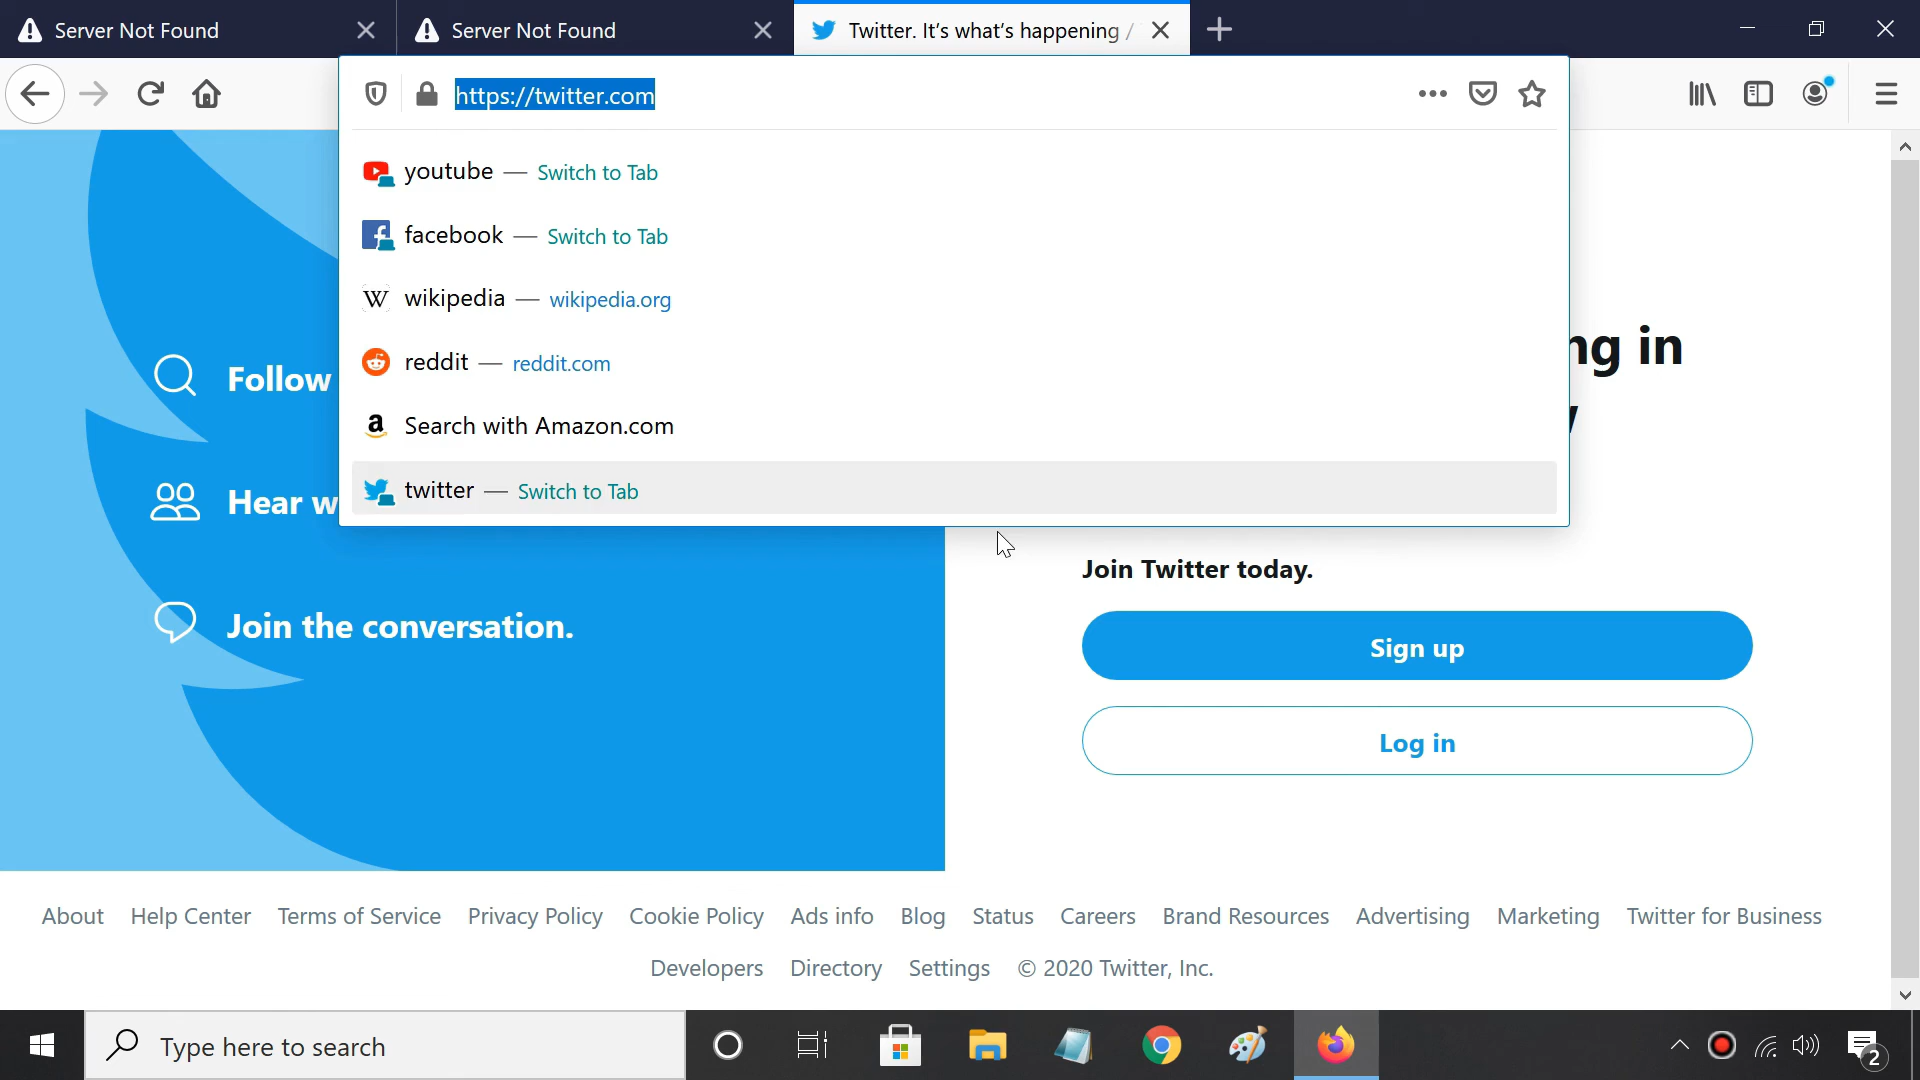 Server Not Found
Server Not Found
Twitter. It's what's happening /
https://twitter.com
youtube — Switch to Tab
facebook — Switch to Tab
wikipedia — wikipedia.org
reddit — reddit.com
Search with Amazon.com
twitter — Switch to Tab
Follow
Hear w
Join the conversation.
ng in
Join Twitter today.
Sign up
Log in
About Help Center Terms of Service Privacy Policy Cookie Policy Ads info Blog Status Careers Brand Resources Advertising Marketing Twitter for Business
Developers Directory Settings © 2020 Twitter, Inc.
Type here to search
2